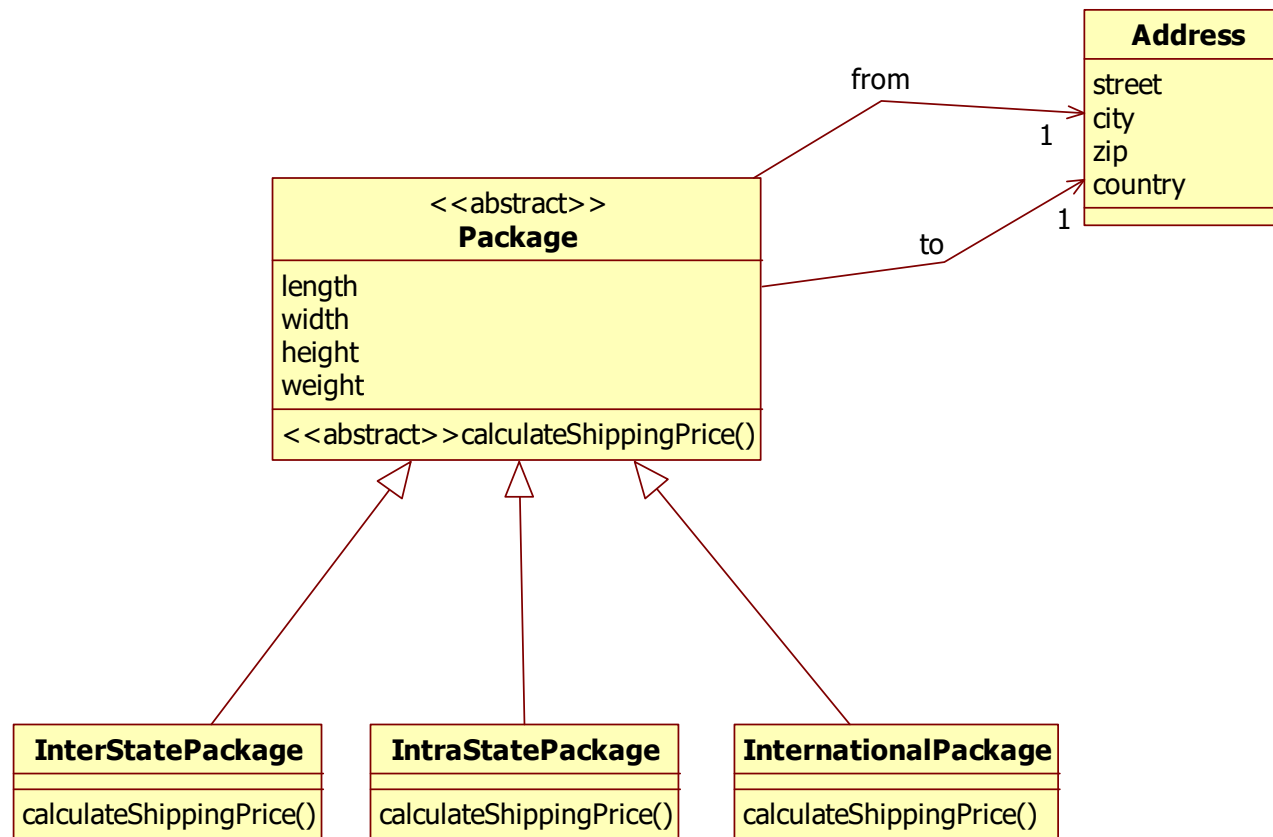 Address
street
city
zip
country
from
1
to
1
<<abstract>>
Package
length
width
height
weight
<<abstract>>calculateShippingPrice()
InterStatePackage
calculateShippingPrice()
IntraStatePackage
calculateShippingPrice()
InternationalPackage
calculateShippingPrice()